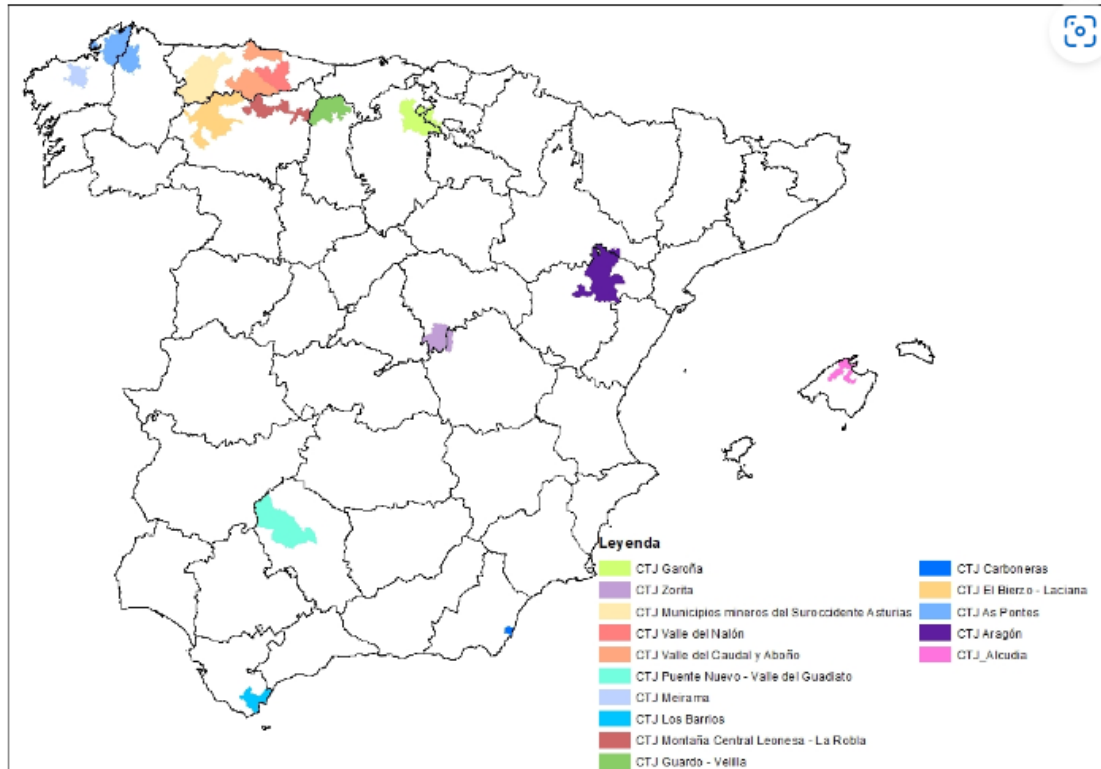 Leyenda
CTJ Garoña
CTJ Zorita
CTJ Municipios mineros del Suroccidente Asturias
CTJ Valle del Nalón
CTJ Valle del Caudal y Aboño
CTJ Puente Nuevo - Valle del Guadiato
CTJ Meirama
CTJ Los Barrios
CTJ Montaña Central Leonesa - La Robla
CTJ Guardo - Velilla
CTJ Carboneras
CTJ El Bierzo - Laciana
CTJ As Pontes
CTJ Aragón
CTJ_Alcudia